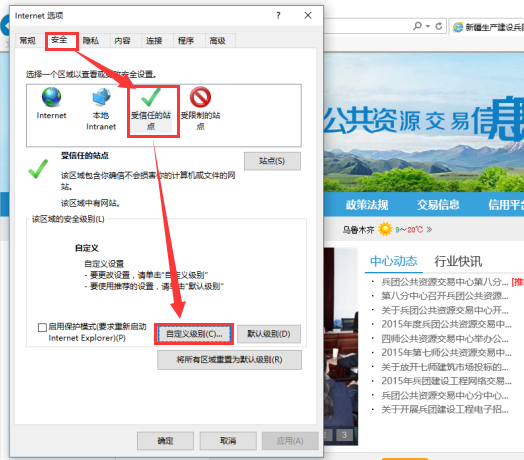 Internet 选项
? ×
常规 安全 隐私 内容 连接 程序 高级
选择一个区域以查看或更改安全设置。
Internet
本地
Intranet
受信任的站
点
受限制的站
点
受信任的站点
该区域包含你确信不会损害你的计算机或文件的网
站。
该区域中有网站。
站点(S)
该区域的安全级别(L)
自定义
自定义设置
- 要更改设置，请单击"自定义级别"
- 要使用推荐的设置，请单击"默认级别"
启用保护模式(要求重新启动
Internet Explorer)(P)
自定义级别(C)...
默认级别(D)
将所有区域重置为默认级别(R)
确定 取消 应用(A)
新疆生产建设兵团
公共资源交易信息
政策法规 交易信息 信用平台
乌鲁木齐 9～20℃
中心动态 行业快讯
兵团公共资源交易中心第八分...
第八分中心召开兵团公共资源...
关于兵团公共资源交易中心开...
2015年度兵团公共资源交易中...
四师公共资源交易中心举办公...
2015年第七师公共资源交易中...
关于放开七师建筑市场投标的...
2015年兵团建设工程网络交易...
兵团公共资源交易中心分中心...
关于开展兵团建设工程电子招...
3